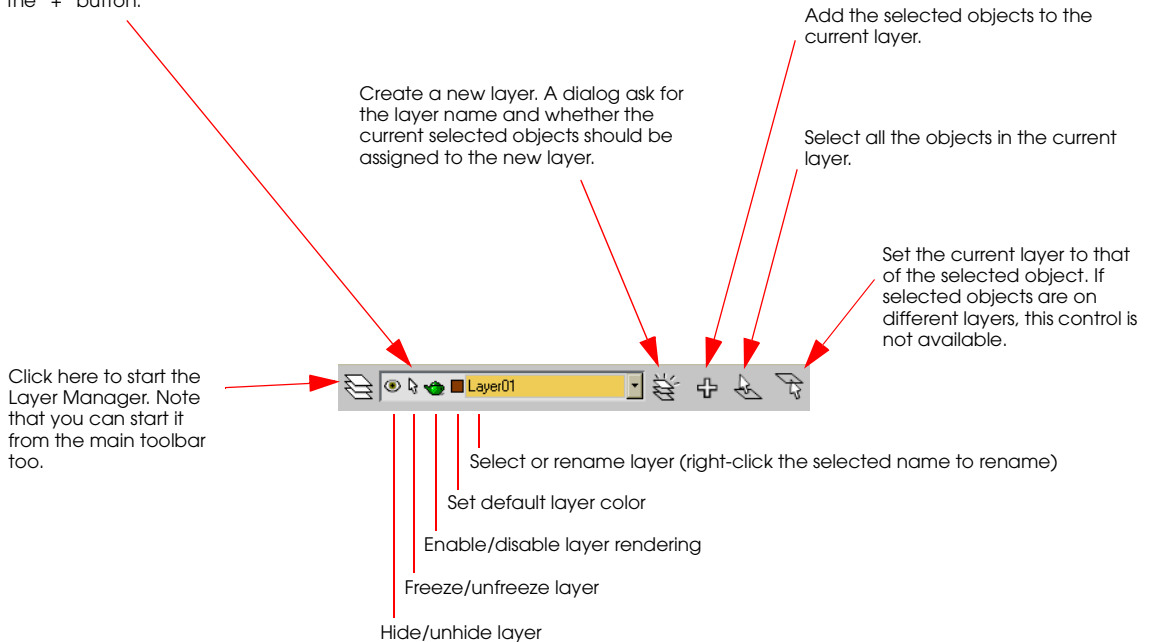 the "+" button.
Add the selected objects to the
current layer.
Create a new layer. A dialog ask for
the layer name and whether the
current selected objects should be
assigned to the new layer.
Select all the objects in the current
layer.
Set the current layer to that
of the selected object. If
selected objects are on
different layers, this control is
not available.
Click here to start the
Layer Manager. Note
that you can start it
from the main toolbar
too.
Layer01
Select or rename layer (right-click the selected name to rename)
Set default layer color
Enable/disable layer rendering
Freeze/unfreeze layer
Hide/unhide layer